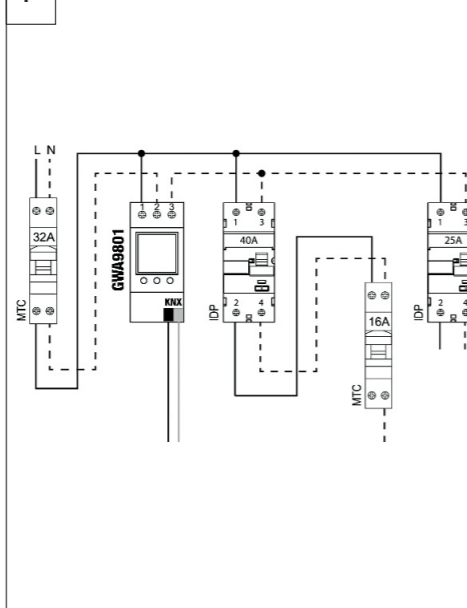 L N
1 2 3
1 3
1 3
32A
40A
25A
GWA9801
KNX
MTC
IDP
2 4
16A
IDP
2 4
MTC